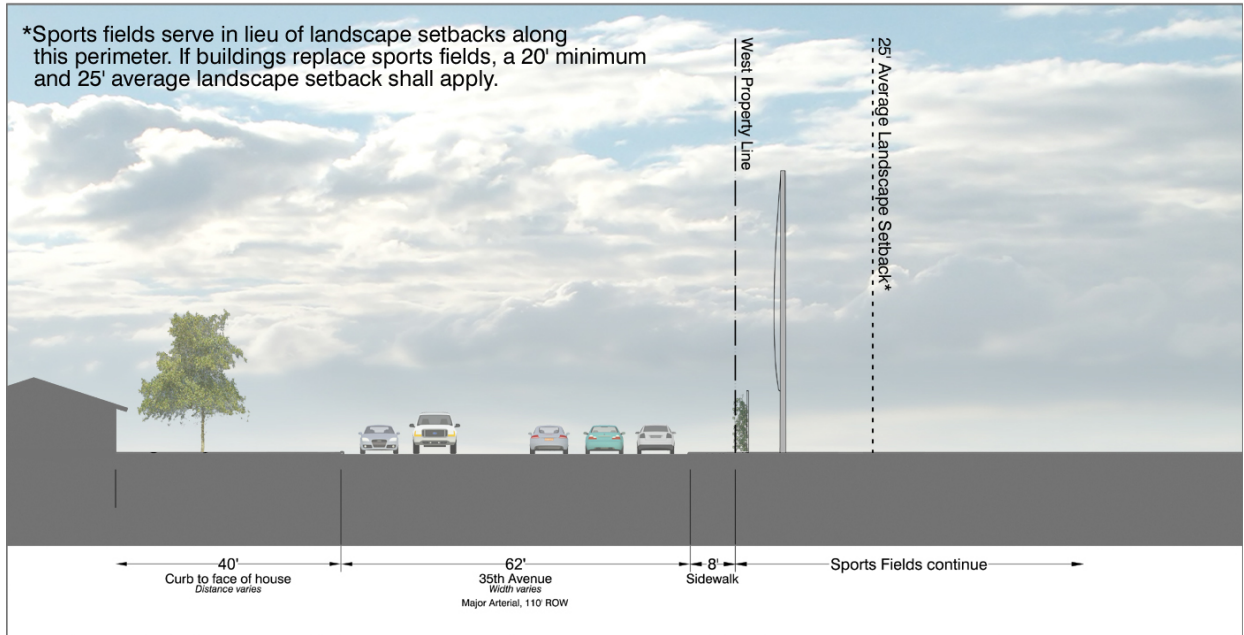 *Sports fields serve in lieu of landscape setbacks along
this perimeter. If buildings replace sports fields, a 20' minimum
and 25' average landscape setback shall apply.
West Property Line
25' Average Landscape Setback*
40'
Curb to face of house
Distance varies
62'
35th Avenue
Width varies
Major Arterial, 110' ROW
8'
Sidewalk
Sports Fields continue